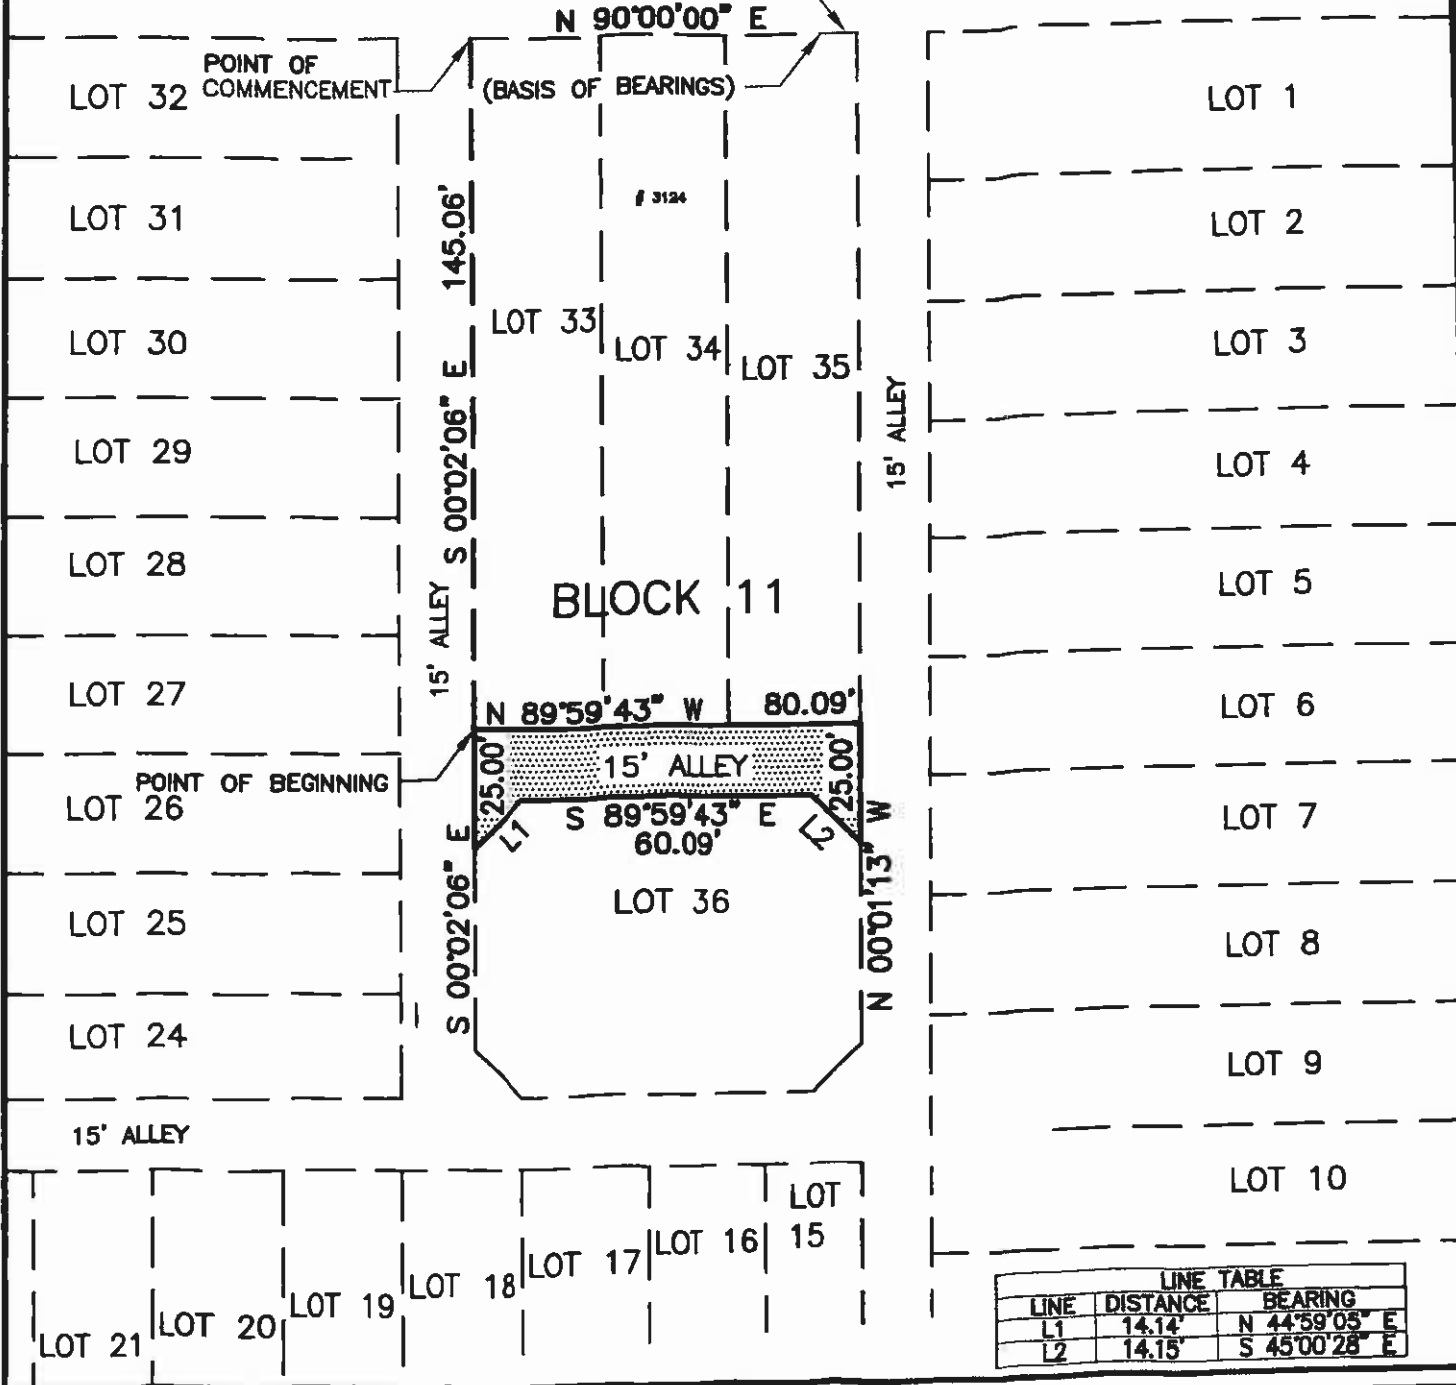 N 90°00'00" E
POINT OF
COMMENCEMENT
(BASIS OF BEARINGS)
LOT 32
LOT 1
# 3124
LOT 31
LOT 2
S 00°02'06" E 145.06'
LOT 33
LOT 34
LOT 35
LOT 30
LOT 3
15' ALLEY
LOT 29
LOT 4
LOT 28
LOT 5
15' ALLEY
BLOCK 11
LOT 27
LOT 6
N 89°59'43" W 80.09'
25.00'
15' ALLEY
25.00'
POINT OF BEGINNING
LOT 26
L1
S 89°59'43" E
60.09'
L2
LOT 7
LOT 36
S 00°02'06" E
N 00°01'13" W
LOT 25
LOT 8
LOT 24
LOT 9
15' ALLEY
LOT 10
LOT
15
LOT 16
LOT 17
LOT 18
LOT 19
LOT 20
LOT 21
LINE TABLE
LINE DISTANCE BEARING
L1 14.14' N 44°59'05" E
L2 14.15' S 45°00'28" E